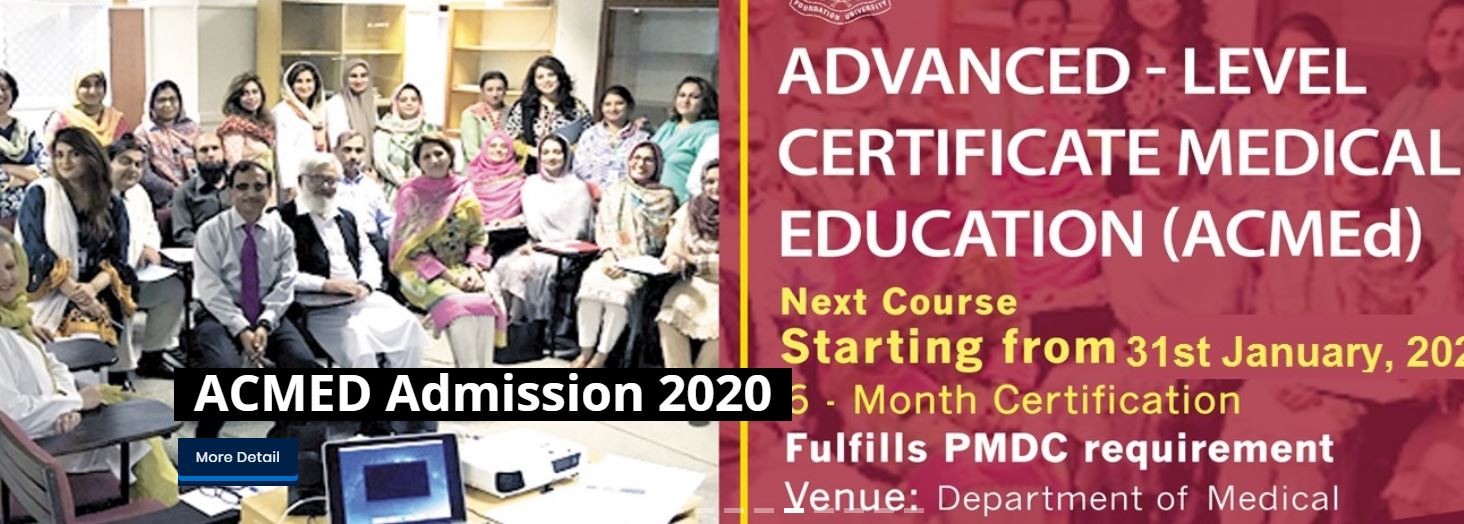 FOUNDATION UNIVERSITY
ADVANCED - LEVEL
CERTIFICATE MEDICAL
EDUCATION (ACMEd)
Next Course
Starting from 31st January, 202
6 - Month Certification
Fulfills PMDC requirement
Venue: Department of Medical
ACMED Admission 2020
More Detail